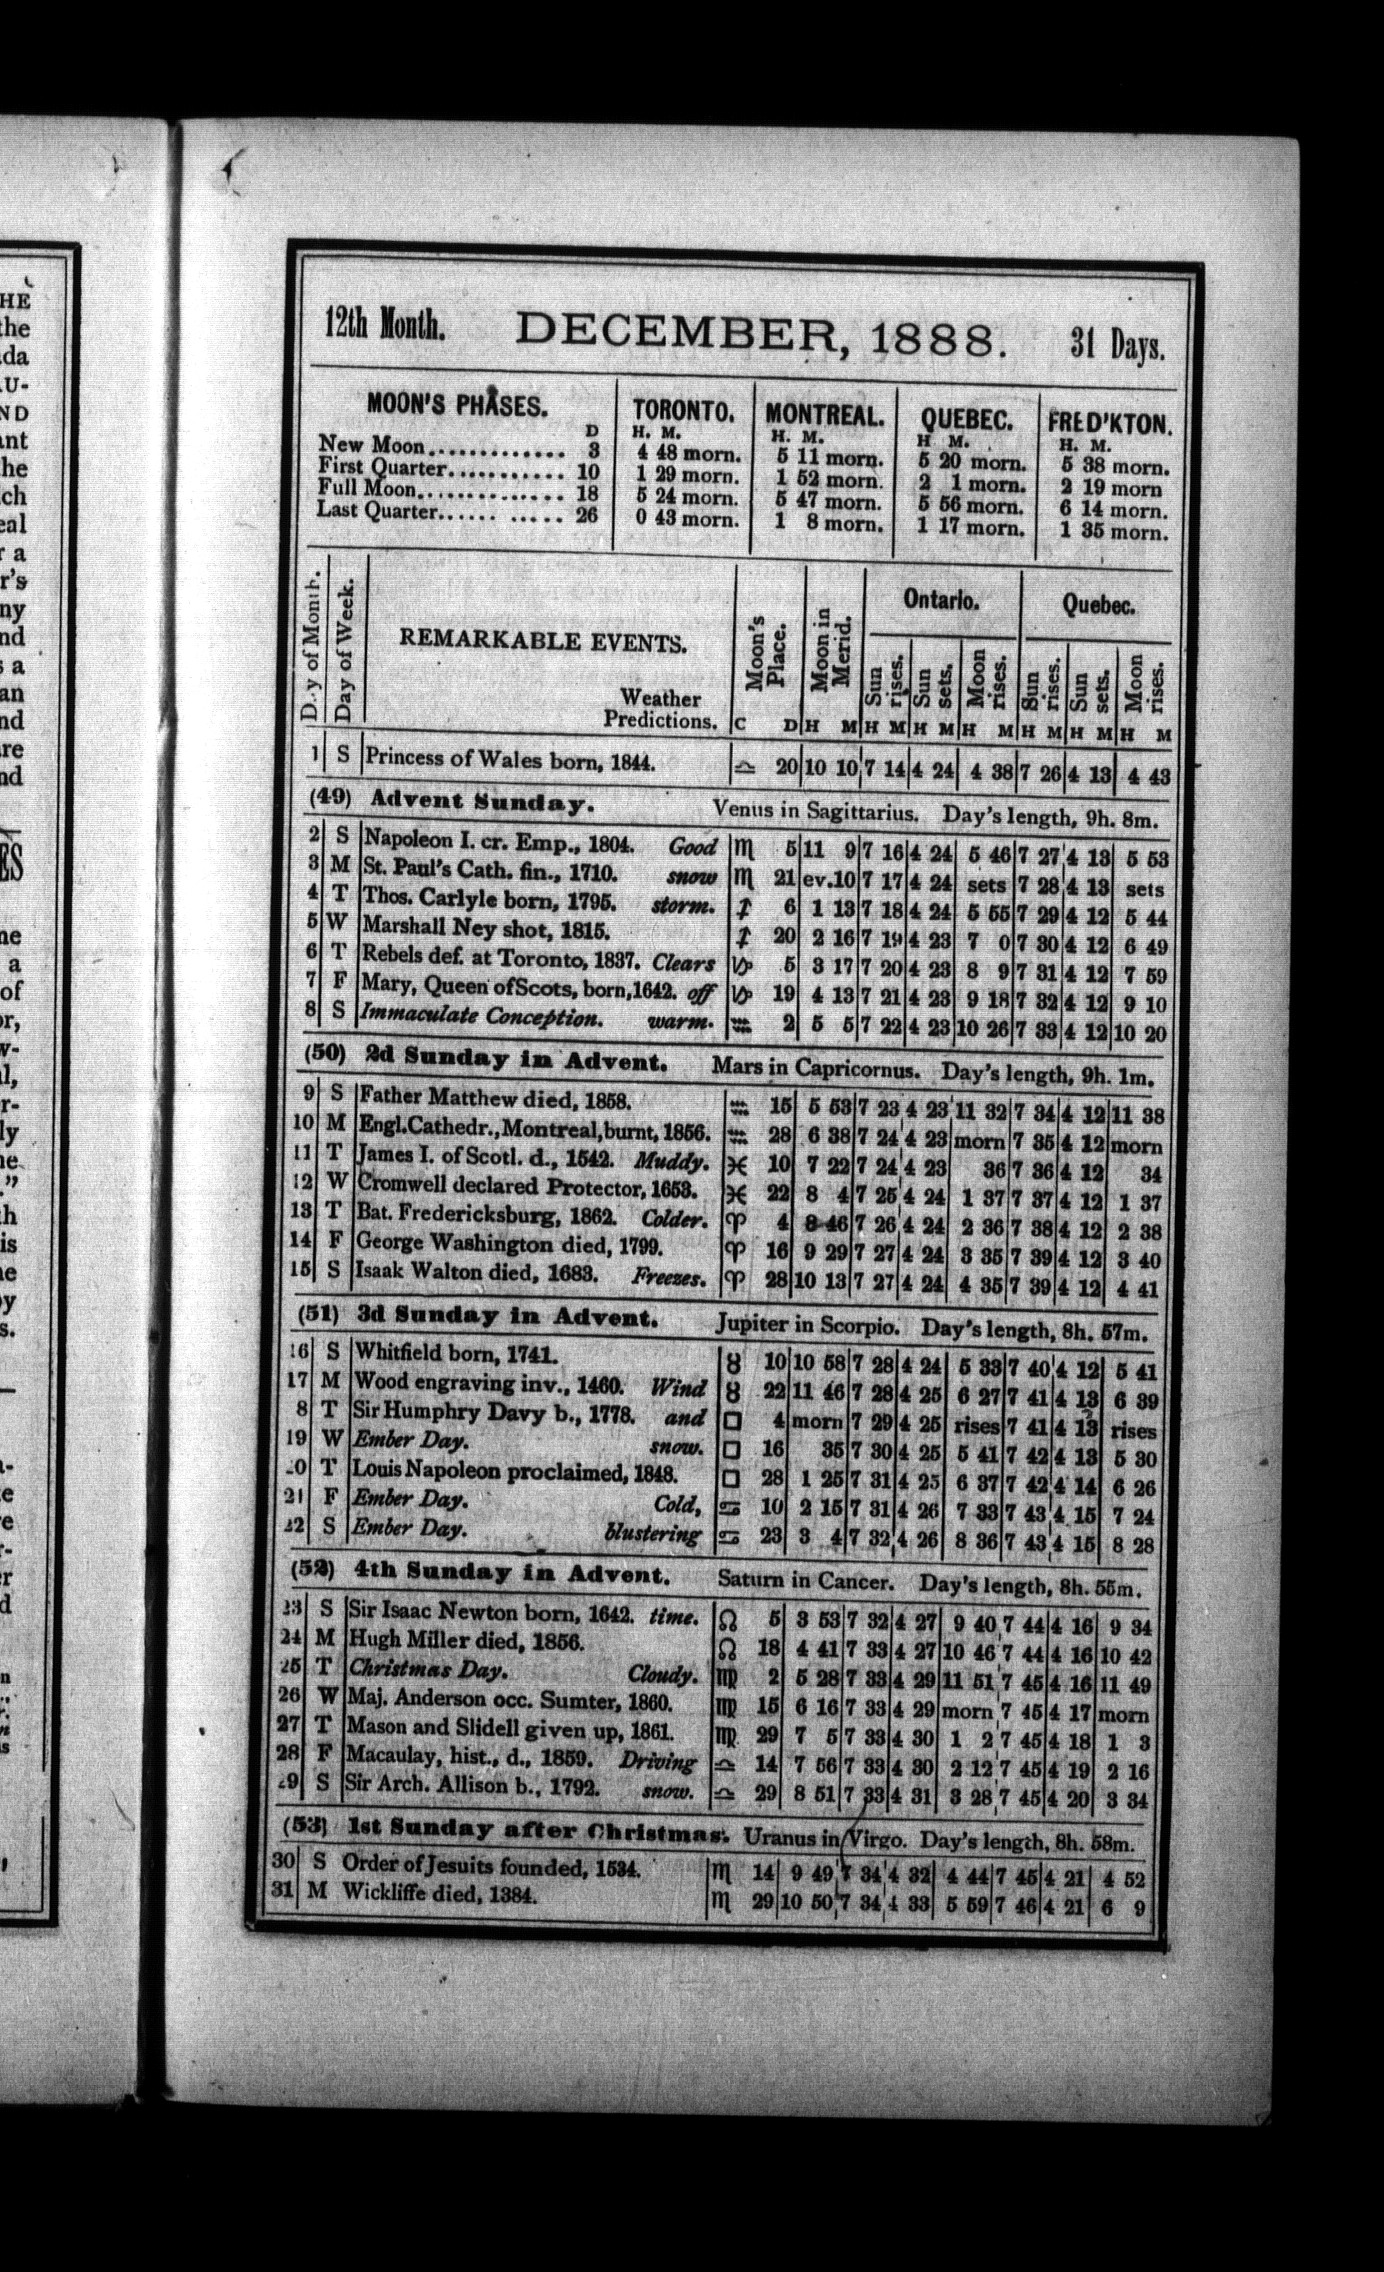 12th Month. DECEMBER, 1888. 31 Days.
MOON'S PHASES. TORONTO. MONTREAL. QUEBEC. FRED'KTON.
D H. M. H. M. H M. H. M.
New Moon............. 3 4 48 morn. 5 11 morn. 5 20 morn. 5 38 morn.
First Quarter........... 10 1 29 morn. 1 52 morn. 2 1 morn. 2 19 morn
Full Moon.............. 18 5 24 morn. 5 47 morn. 5 56 morn. 6 14 morn.
Last Quarter...... ..... 26 0 43 morn. 1 8 morn. 1 17 morn. 1 35 morn.
Day of Month. Day of Week. REMARKABLE EVENTS. Weather Predictions. Moon's Place. Moon in Merid. Ontario. Quebec.
Sun rises. Sun sets. Moon rises. Sun rises. Sun sets. Moon rises.
C D H M H M H M H M H M H M H M
1 S Princess of Wales born, 1844. ♎ 20 10 10 7 14 4 24 4 38 7 26 4 13 4 43
(49) Advent Sunday. Venus in Sagittarius. Day's length, 9h. 8m.
2 S Napoleon I. cr. Emp., 1804. Good ♏ 5 11 9 7 16 4 24 5 46 7 27 4 13 5 53
3 M St. Paul's Cath. fin., 1710. snow ♏ 21 ev.10 7 17 4 24 sets 7 28 4 13 sets
4 T Thos. Carlyle born, 1795. storm. ♐ 6 1 13 7 18 4 24 5 55 7 29 4 12 5 44
5 W Marshall Ney shot, 1815. ♐ 20 2 16 7 19 4 23 7 0 7 30 4 12 6 49
6 T Rebels def. at Toronto, 1837. Clears ♑ 5 3 17 7 20 4 23 8 9 7 31 4 12 7 59
7 F Mary, Queen of Scots, born, 1642. off ♑ 19 4 13 7 21 4 23 9 18 7 32 4 12 9 10
8 S Immaculate Conception. warm. ♒ 2 5 5 7 22 4 23 10 26 7 33 4 12 10 20
(50) 2d Sunday in Advent. Mars in Capricornus. Day's length, 9h. 1m.
9 S Father Matthew died, 1858. ♒ 15 5 53 7 23 4 23 11 32 7 34 4 12 11 38
10 M Engl. Cathedr., Montreal, burnt, 1856. ♒ 28 6 38 7 24 4 23 morn 7 35 4 12 morn
11 T James I. of Scotl. d., 1542. Muddy. ♓ 10 7 22 7 24 4 23 36 7 36 4 12 34
12 W Cromwell declared Protector, 1653. ♓ 22 8 4 7 25 4 24 1 37 7 37 4 12 1 37
13 T Bat. Fredericksburg, 1862. Colder. ♈ 4 8 46 7 26 4 24 2 36 7 38 4 12 2 38
14 F George Washington died, 1799. ♈ 16 9 29 7 27 4 24 3 35 7 39 4 12 3 40
15 S Isaak Walton died, 1683. Freezes. ♈ 28 10 13 7 27 4 24 4 35 7 39 4 12 4 41
(51) 3d Sunday in Advent. Jupiter in Scorpio. Day's length, 8h. 57m.
16 S Whitfield born, 1741. ♉ 10 10 58 7 28 4 24 5 33 7 40 4 12 5 41
17 M Wood engraving inv., 1460. Wind ♉ 22 11 46 7 28 4 25 6 27 7 41 4 13 6 39
8 T Sir Humphry Davy b., 1778. and □ 4 morn 7 29 4 25 rises 7 41 4 13 rises
19 W Ember Day. snow. □ 16 35 7 30 4 25 5 41 7 42 4 13 5 30
20 T Louis Napoleon proclaimed, 1848. □ 28 1 25 7 31 4 25 6 37 7 42 4 14 6 26
21 F Ember Day. Cold, ♋ 10 2 15 7 31 4 26 7 33 7 43 4 15 7 24
22 S Ember Day. blustering ♋ 23 3 4 7 32 4 26 8 36 7 43 4 15 8 28
(52) 4th Sunday in Advent. Saturn in Cancer. Day's length, 8h. 55m.
23 S Sir Isaac Newton born, 1642. time. ♌ 5 3 53 7 32 4 27 9 40 7 44 4 16 9 34
24 M Hugh Miller died, 1856. ♌ 18 4 41 7 33 4 27 10 46 7 44 4 16 10 42
25 T Christmas Day. Cloudy. ♍ 2 5 28 7 33 4 29 11 51 7 45 4 16 11 49
26 W Maj. Anderson occ. Sumter, 1860. ♍ 15 6 16 7 33 4 29 morn 7 45 4 17 morn
27 T Mason and Slidell given up, 1861. ♍ 29 7 5 7 33 4 30 1 2 7 45 4 18 1 3
28 F Macaulay, hist., d., 1859. Driving ♎ 14 7 56 7 33 4 30 2 12 7 45 4 19 2 16
29 S Sir Arch. Allison b., 1792. snow. ♎ 29 8 51 7 33 4 31 3 28 7 45 4 20 3 34
(53) 1st Sunday after Christmas. Uranus in Virgo. Day's length, 8h. 58m.
30 S Order of Jesuits founded, 1534. ♏ 14 9 49 7 34 4 32 4 44 7 45 4 21 4 52
31 M Wickliffe died, 1384. ♏ 29 10 50 7 34 4 33 5 59 7 46 4 21 6 9